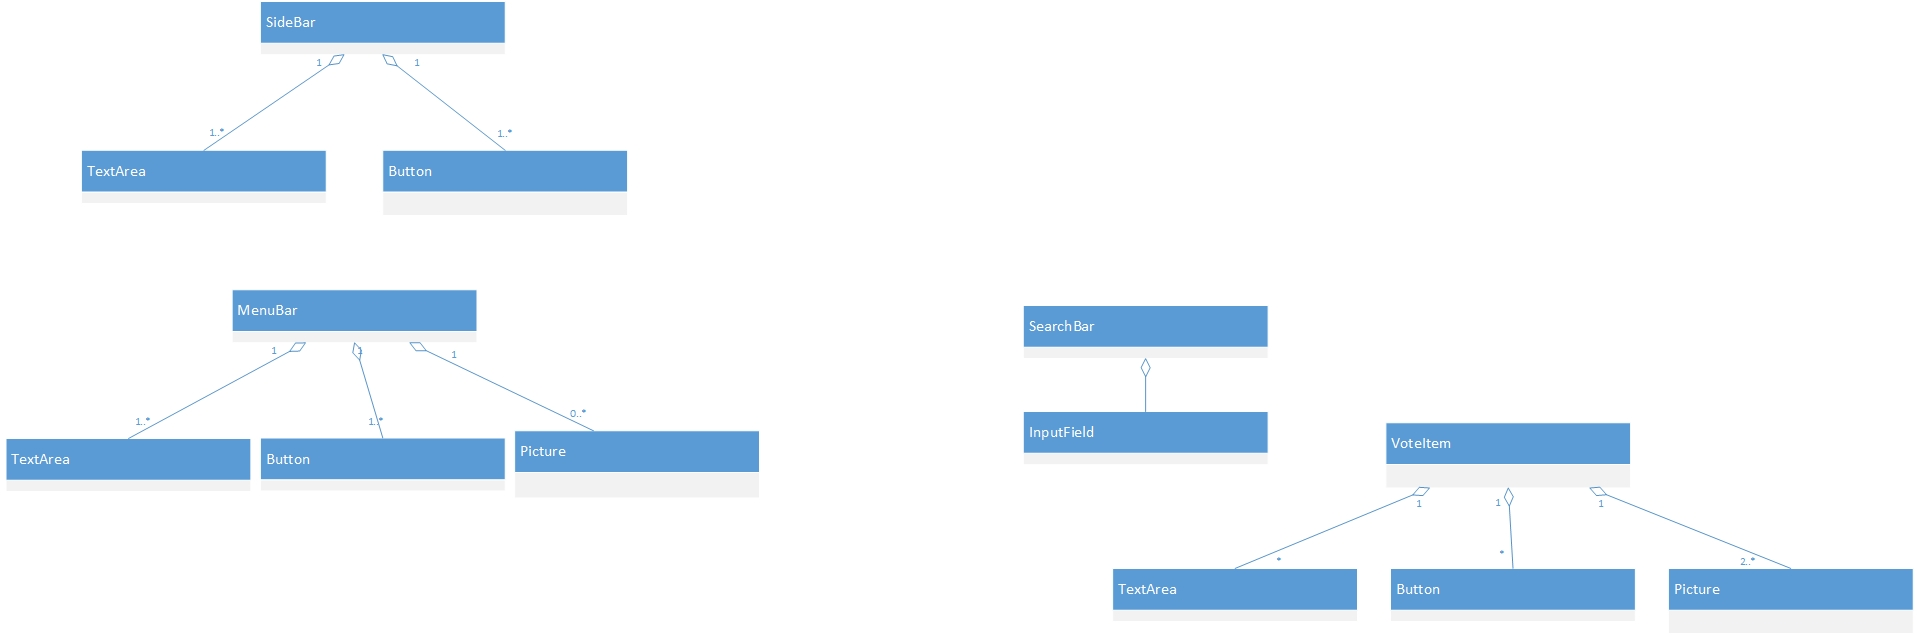 SideBar
1
1
1..*
1..*
TextArea
Button
MenuBar
1
1
1
1..*
1..*
0..*
TextArea
Button
Picture
SearchBar
InputField
VoteItem
1
1
1
*
*
2..*
TextArea
Button
Picture